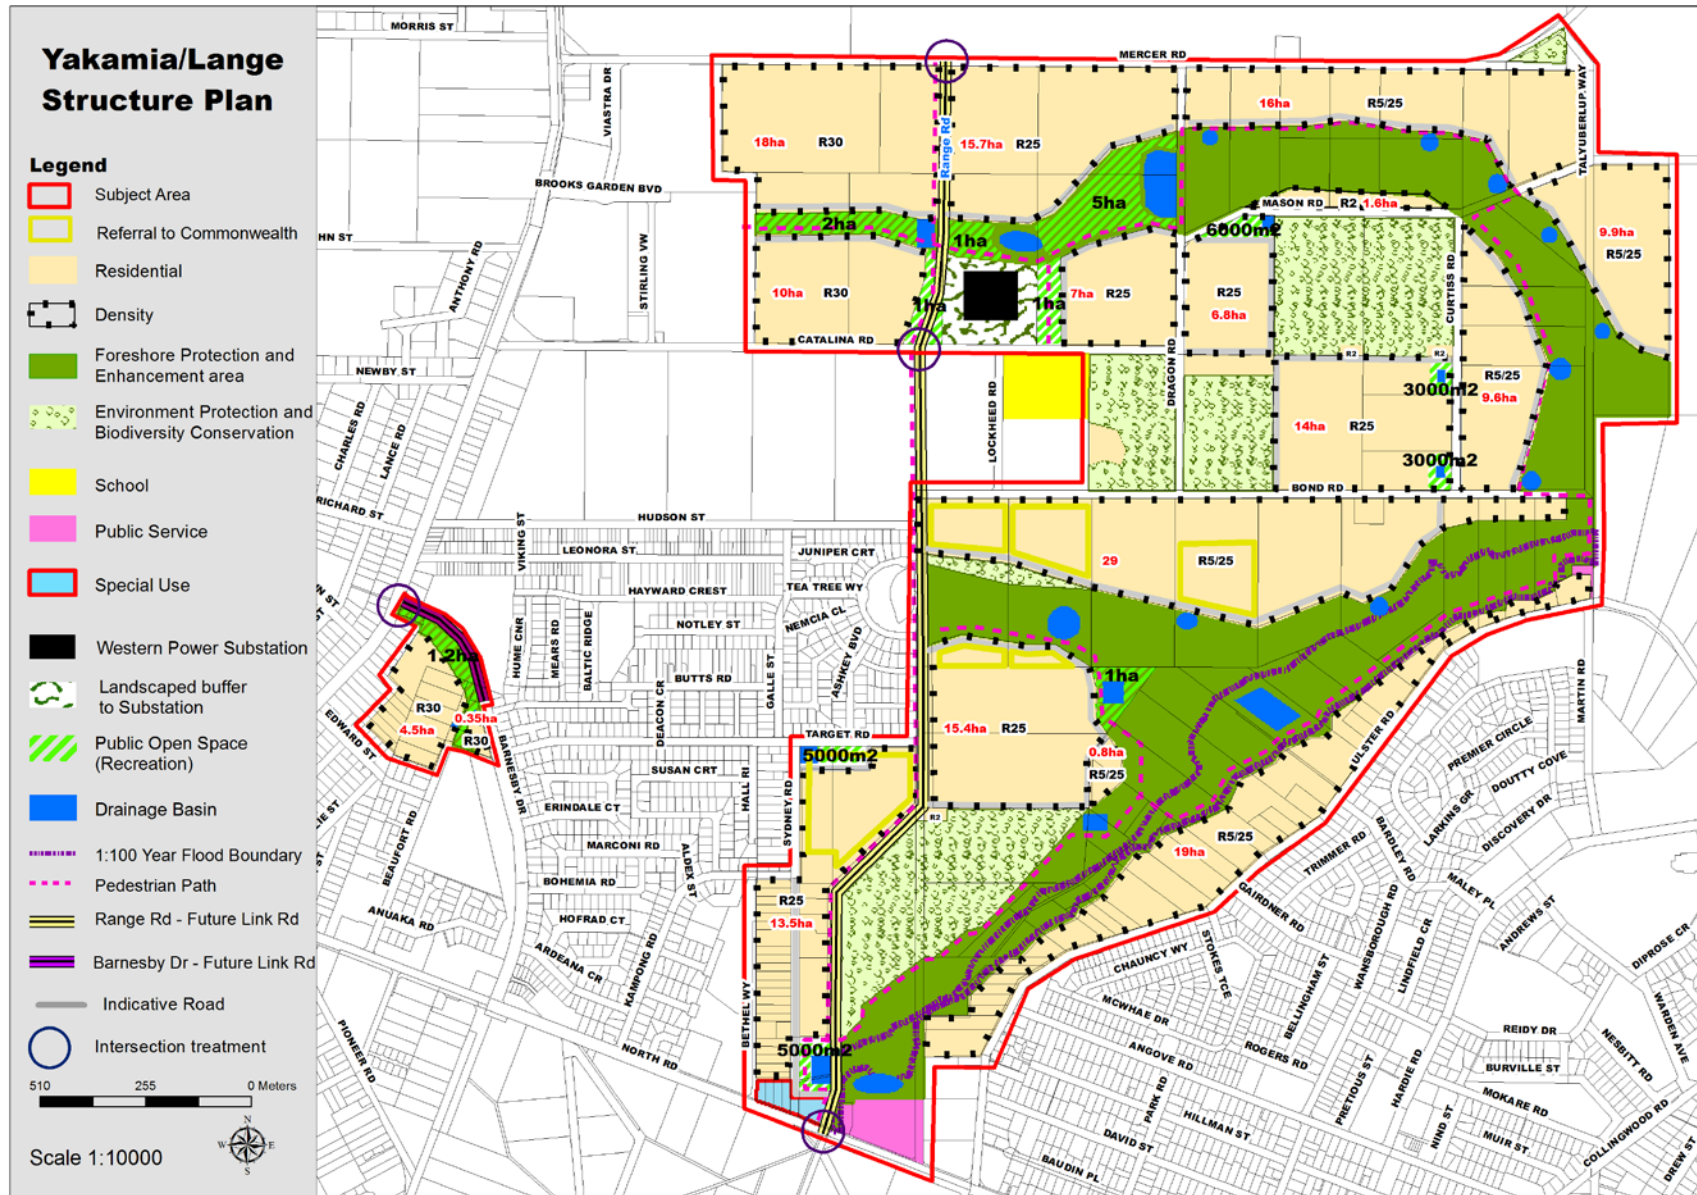 Yakamia/Lange
Structure Plan
Legend
Subject Area
Referral to Commonwealth
Residential
Density
Foreshore Protection and
Enhancement area
Environment Protection and
Biodiversity Conservation
School
Public Service
Special Use
Western Power Substation
Landscaped buffer
to Substation
Public Open Space
(Recreation)
Drainage Basin
1:100 Year Flood Boundary
Pedestrian Path
Range Rd - Future Link Rd
Barnesby Dr - Future Link Rd
Indicative Road
Intersection treatment
510 255 0 Meters
Scale 1:10000
N
W E
S
MORRIS ST
MERCER RD
VIASTRA DR
TALYUBERLUP WAY
Range Rd
16ha R5/25
18ha R30
15.7ha R25
BROOKS GARDEN BVD
MASON RD R2 1.6ha
5ha
2ha
1ha
6000m2
HN ST
ANTHONY RD
STIRLING VW
9.9ha
R5/25
CURTISS RD
10ha R30
1ha
7ha R25
R25
6.8ha
CATALINA RD
R2
R2
NEWBY ST
DRAGON RD
LOCKHEED RD
R5/25
9.6ha
3000m2
CHARLES RD
LANCE RD
14ha R25
3000m2
BOND RD
RICHARD ST
VIKING ST
HUDSON ST
LEONORA ST
JUNIPER CRT
TEA TREE WY
HAYWARD CREST
NEMCIA CL
NOTLEY ST
ASHKEY BVD
29
R5/25
HUME CNR
MEARS RD
BALTIC RIDGE
BUTTS RD
GALLE ST
DEACON CR
1.2ha
R30
4.5ha
0.35ha
R30
EDWARD ST
BARNESBY DR
TARGET RD
5000m2
SUSAN CRT
HALL RI
SYDNEY RD
ERINDALE CT
MARCONI RD
ALDEX ST
BOHEMIA RD
HOFRAD CT
BEAUFORT RD
ANUAKA RD
ARDEANA CR
KAMPONG RD
PIONEER RD
NORTH RD
BETHEL WY
1ha
15.4ha R25
0.8ha
R5/25
R2
R25
13.5ha
5000m2
R5/25
19ha
ULSTER RD
MARTIN RD
PREMIER CIRCLE
DOUTTY COVE
LARKINS GR
DISCOVERY DR
BARDLEY RD
TRIMMER RD
GAIRDNER RD
MALEY PL
ANDREWS ST
DIPROSE CR
WANSBOROUGH RD
LINDFIELD CR
STOKES TCE
CHAUNCY WY
BELLINGHAM ST
MCWHAE DR
WARDEN AVE
REIDY DR
NESBITT RD
ANGOVE RD
ROGERS RD
BURVILLE ST
PRETIOUS ST
HARDIE RD
PARK RD
MOKARE RD
HILLMAN ST
NIND ST
MUIR ST
COLLINGWOOD RD
DREW ST
DAVID ST
BAUDIN PL